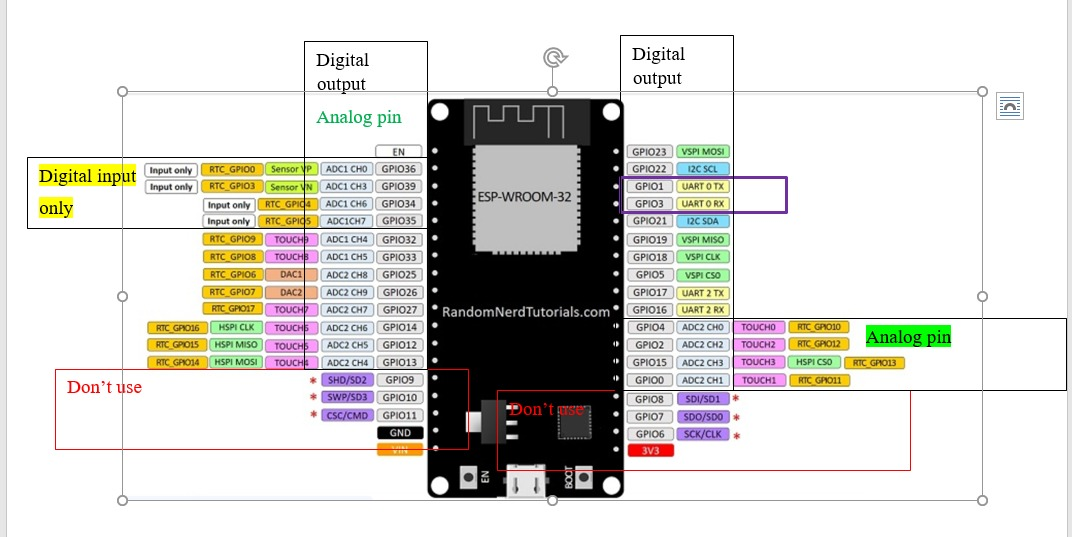 Digital
output
Digital
output
Analog pin
EN
GPIO23 VSPI MOSI
Input only RTC_GPIO0 Sensor VP ADC1 CH0 GPIO36
GPIO22 I2C SCL
Digital input
only
Input only RTC_GPIO3 Sensor VN ADC1 CH3 GPIO39
GPIO1 UART 0 TX
Input only RTC_GPIO4 ADC1 CH6 GPIO34
ESP-WROOM-32
GPIO3 UART 0 RX
Input only RTC_GPIO5 ADC1CH7 GPIO35
GPIO21 I2C SDA
RTC_GPIO9 TOUCH9 ADC1 CH4 GPIO32
GPIO19 VSPI MISO
RTC_GPIO8 TOUCH8 ADC1 CH5 GPIO33
GPIO18 VSPI CLK
RTC_GPIO6 DAC1 ADC2 CH8 GPIO25
GPIO5 VSPI CS0
RTC_GPIO7 DAC2 ADC2 CH9 GPIO26
GPIO17 UART 2 TX
RTC_GPIO17 TOUCH7 ADC2 CH7 GPIO27
RandomNerdTutorials.com
GPIO16 UART 2 RX
RTC_GPIO16 HSPI CLK TOUCH6 ADC2 CH6 GPIO14
GPIO4 ADC2 CH0 TOUCH0 RTC_GPIO10
Analog pin
RTC_GPIO15 HSPI MISO TOUCH5 ADC2 CH5 GPIO12
GPIO2 ADC2 CH2 TOUCH2 RTC_GPIO12
RTC_GPIO14 HSPI MOSI TOUCH4 ADC2 CH4 GPIO13
GPIO15 ADC2 CH3 TOUCH3 HSPI CS0 RTC_GPIO13
Don’t use
* SHD/SD2 GPIO9
GPIO0 ADC2 CH1 TOUCH1 RTC_GPIO11
* SWP/SD3 GPIO10
GPIO8 SDI/SD1 *
Don’t use
* CSC/CMD GPIO11
GPIO7 SDO/SD0 *
GND
GPIO6 SCK/CLK *
VIN
3V3
EN
BOOT